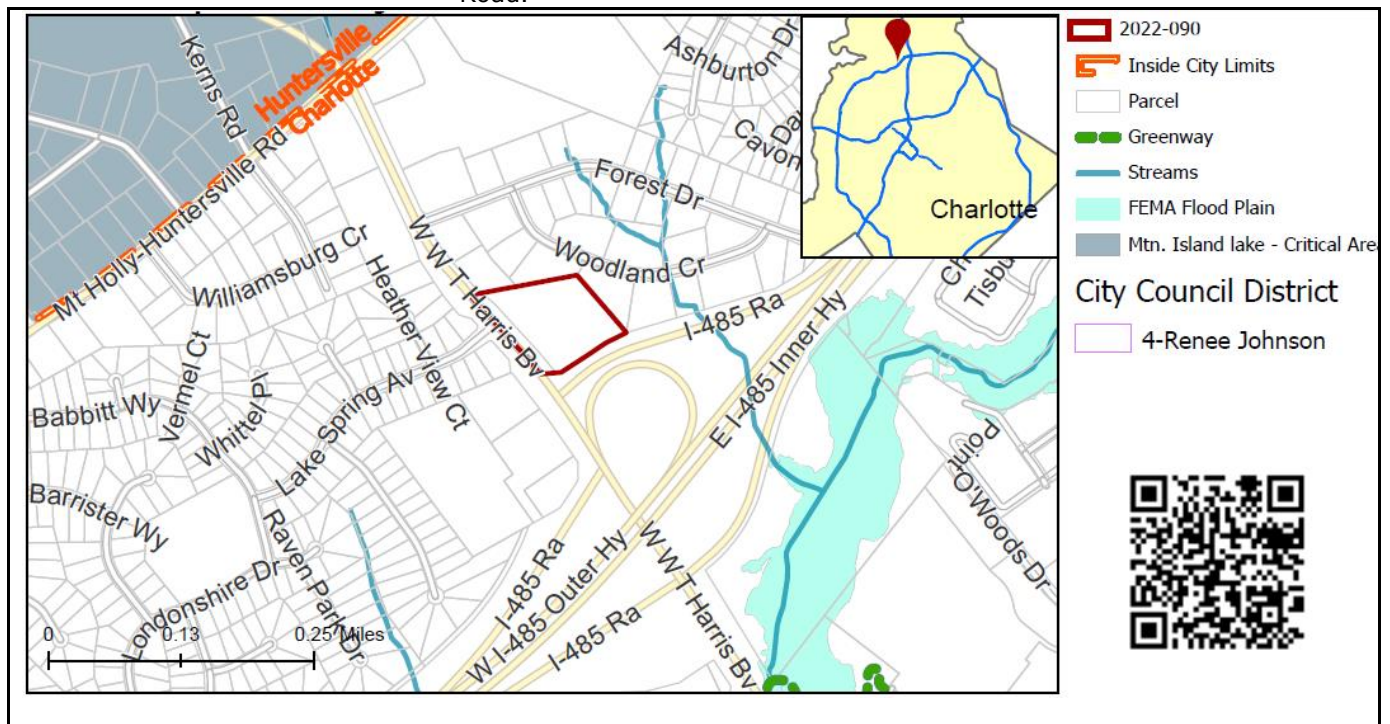 Road.
2022-090
Inside City Limits
Parcel
Greenway
Streams
FEMA Flood Plain
Mtn. Island lake - Critical Are
City Council District
4-Renee Johnson
Charlotte
Huntersville
Charlotte
Kerns Rd
Mt Holly-Huntersville Rd
Ashburton Dr
Cavon
Forest Dr
Woodland Cr
Williamsburg Cr
Heather View Ct
W W T Harris Bv
I-485 Ra
E I-485 Inner Hy
Tisbu
Vermel Ct
Babbitt Wy
Whittel Pl
Lake Spring Av
Barrister Wy
Raven Park Dr
Londonshire Dr
I-485 Ra
W I-485 Outer Hy
I-485 Ra
W W T Harris Bv
Point O'Woods Dr
0 0.13 0.25 Miles